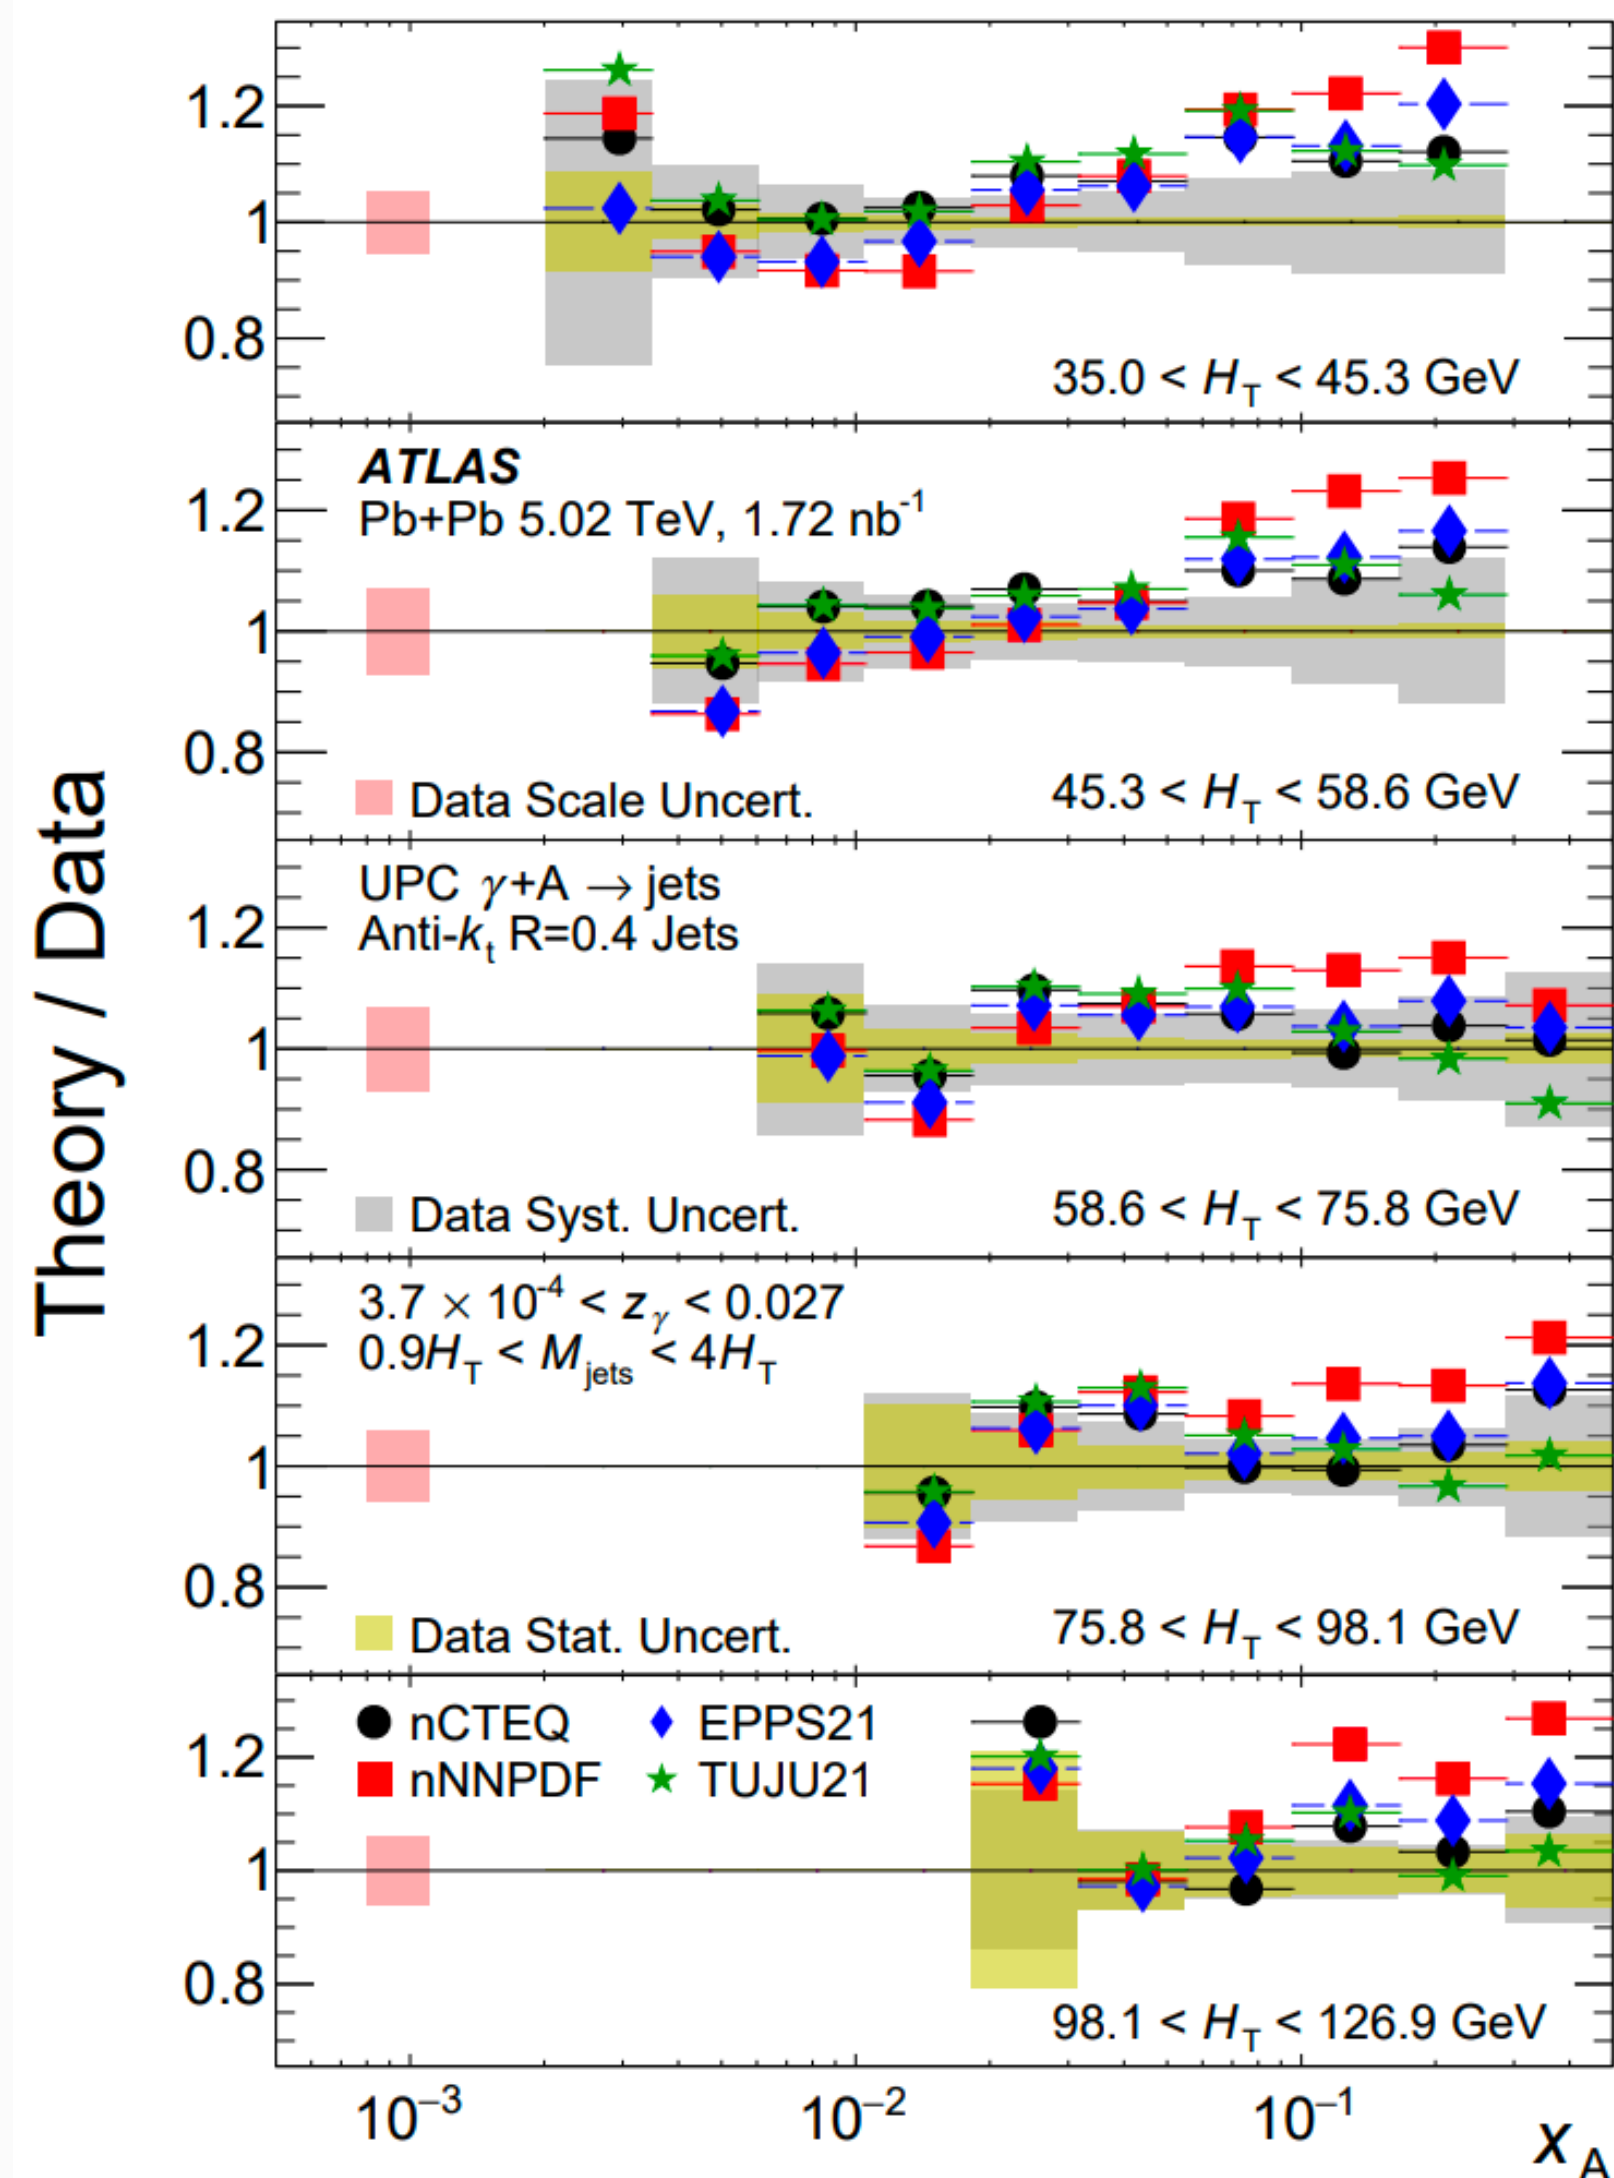 Theory / Data
1.2
1
0.8
35.0 < H_T < 45.3 GeV
ATLAS
Pb+Pb 5.02 TeV, 1.72 nb^-1
1.2
1
0.8
Data Scale Uncert.
45.3 < H_T < 58.6 GeV
UPC γ+A → jets
Anti-k_t R=0.4 Jets
1.2
1
0.8
Data Syst. Uncert.
58.6 < H_T < 75.8 GeV
3.7 × 10^-4 < z_γ < 0.027
0.9H_T < M_jets < 4H_T
1.2
1
0.8
Data Stat. Uncert.
75.8 < H_T < 98.1 GeV
nCTEQ EPPS21
nNNPDF TUJU21
1.2
1
0.8
98.1 < H_T < 126.9 GeV
10^−3 10^−2 10^−1
x_A